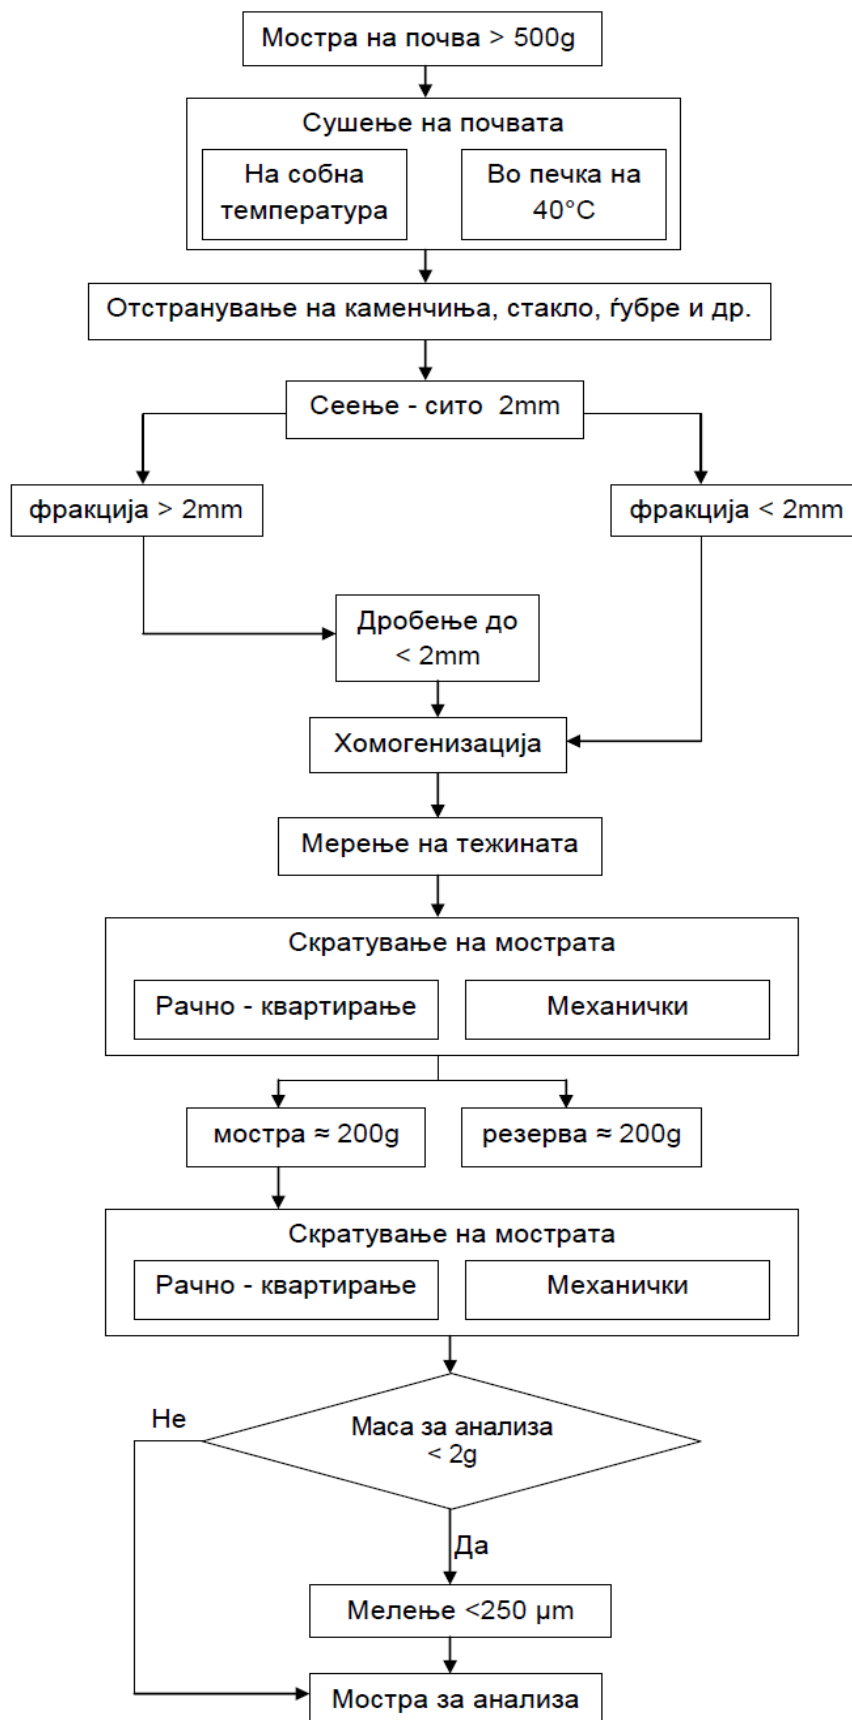 Мостра на почва > 500g
Сушење на почвата
На собна
температура
Во печка на
40°C
Отстранување на каменчиња, стакло, ѓубре и др.
Сеење - сито 2mm
фракција > 2mm
фракција < 2mm
Дробење до
< 2mm
Хомогенизација
Мерење на тежината
Скратување на мострата
Рачно - квартирање
Механички
мостра ≈ 200g
резерва ≈ 200g
Скратување на мострата
Рачно - квартирање
Механички
Не
Маса за анализа
< 2g
Да
Мелење <250 µm
Мостра за анализа